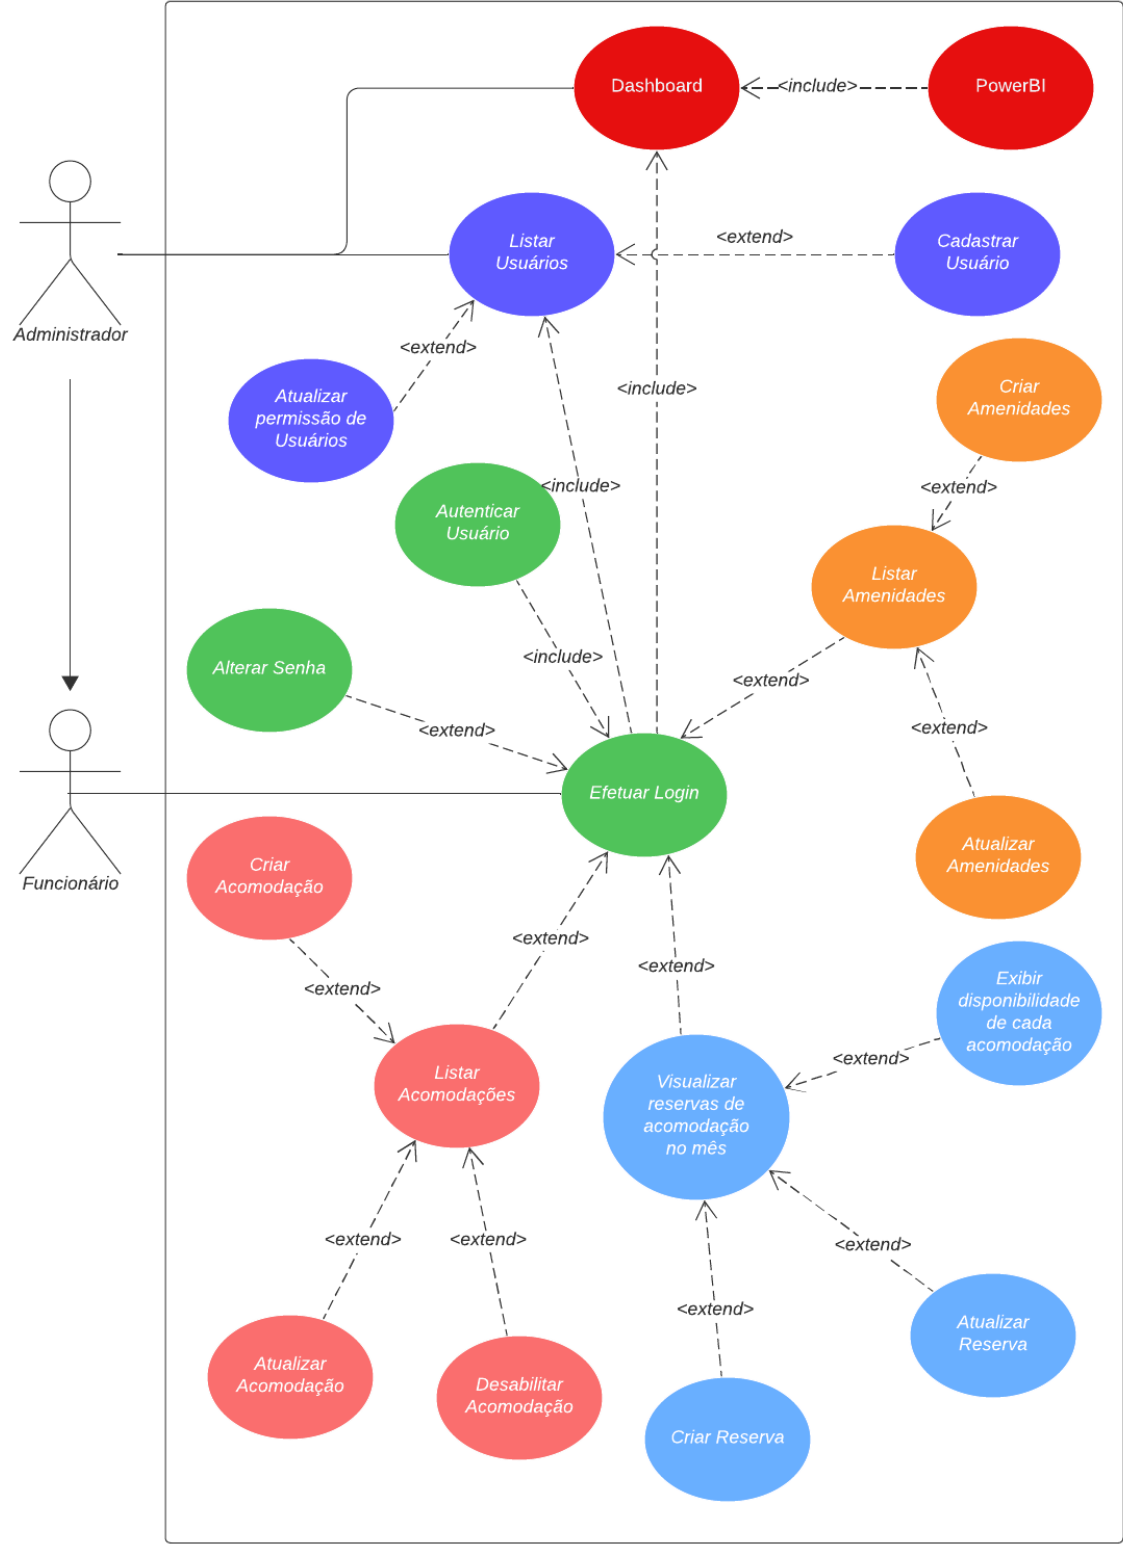 Dashboard
<include>
PowerBI
Listar
Usuários
<extend>
Cadastrar
Usuário
Administrador
<extend>
Atualizar
permissão de
Usuários
<include>
Criar
Amenidades
<include>
<extend>
Autenticar
Usuário
Listar
Amenidades
<include>
Alterar Senha
<extend>
<extend>
<extend>
Efetuar Login
Funcionário
Criar
Acomodação
Atualizar
Amenidades
<extend>
<extend>
<extend>
Exibir
disponibilidade
de cada
acomodação
<extend>
Listar
Acomodações
Visualizar
reservas de
acomodação
no mês
<extend>
<extend>
<extend>
<extend>
Atualizar
Reserva
Atualizar
Acomodação
Desabilitar
Acomodação
Criar Reserva